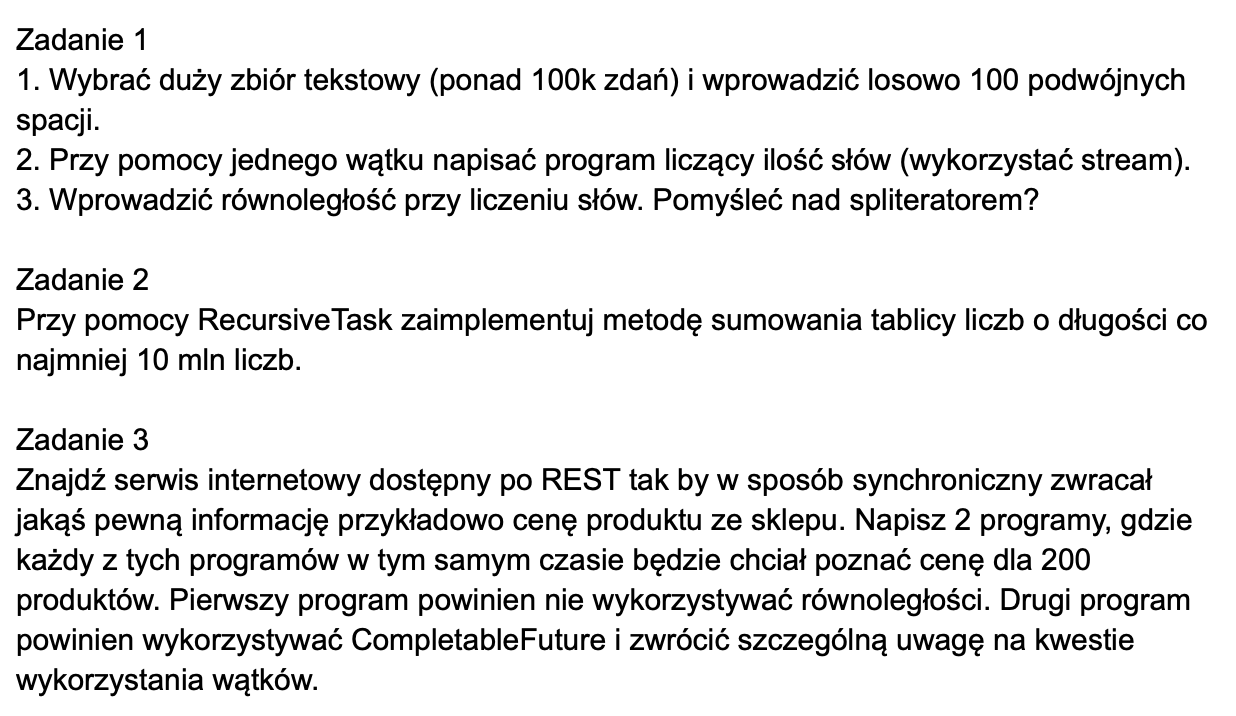 Zadanie 1
1. Wybrać duży zbiór tekstowy (ponad 100k zdań) i wprowadzić losowo 100 podwójnych
spacji.
2. Przy pomocy jednego wątku napisać program liczący ilość słów (wykorzystać stream).
3. Wprowadzić równoległość przy liczeniu słów. Pomyśleć nad spliteratorem?
Zadanie 2
Przy pomocy RecursiveTask zaimplementuj metodę sumowania tablicy liczb o długości co
najmniej 10 mln liczb.
Zadanie 3
Znajdź serwis internetowy dostępny po REST tak by w sposób synchroniczny zwracał
jakąś pewną informację przykładowo cenę produktu ze sklepu. Napisz 2 programy, gdzie
każdy z tych programów w tym samym czasie będzie chciał poznać cenę dla 200
produktów. Pierwszy program powinien nie wykorzystywać równoległości. Drugi program
powinien wykorzystywać CompletableFuture i zwrócić szczególną uwagę na kwestie
wykorzystania wątków.